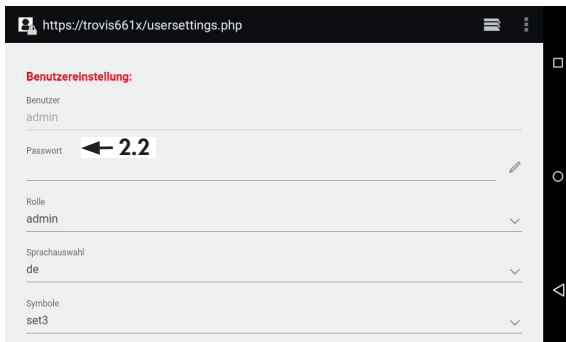 https://trovis661x/usersettings.php
Benutzereinstellung:
Benutzer
admin
Passwort 2.2
Rolle
admin
Sprachauswahl
de
Symbole
set3